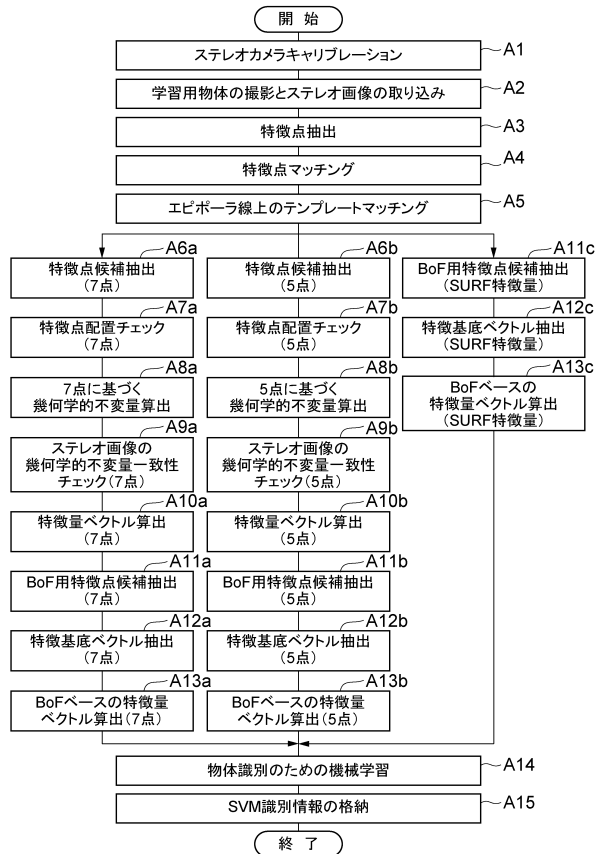 開 始
ステレオカメラキャリブレーション
A1
学習用物体の撮影とステレオ画像の取り込み
A2
特徴点抽出
A3
特徴点マッチング
A4
エピポーラ線上のテンプレートマッチング
A5
A6a
特徴点候補抽出
(7点)
A7a
特徴点配置チェック
(7点)
A8a
7点に基づく
幾何学的不変量算出
A9a
ステレオ画像の
幾何学的不変量一致性
チェック(7点)
A10a
特徴量ベクトル算出
(7点)
A11a
BoF用特徴点候補抽出
(7点)
A12a
特徴基底ベクトル抽出
(7点)
A13a
BoFベースの特徴量
ベクトル算出(7点)
A6b
特徴点候補抽出
(5点)
A7b
特徴点配置チェック
(5点)
A8b
5点に基づく
幾何学的不変量算出
A9b
ステレオ画像の
幾何学的不変量一致性
チェック(5点)
A10b
特徴量ベクトル算出
(5点)
A11b
BoF用特徴点候補抽出
(5点)
A12b
特徴基底ベクトル抽出
(5点)
A13b
BoFベースの特徴量
ベクトル算出(5点)
A11c
BoF用特徴点候補抽出
(SURF特徴量)
A12c
特徴基底ベクトル抽出
(SURF特徴量)
A13c
BoFベースの
特徴量ベクトル算出
(SURF特徴量)
物体識別のための機械学習
A14
SVM識別情報の格納
A15
終 了